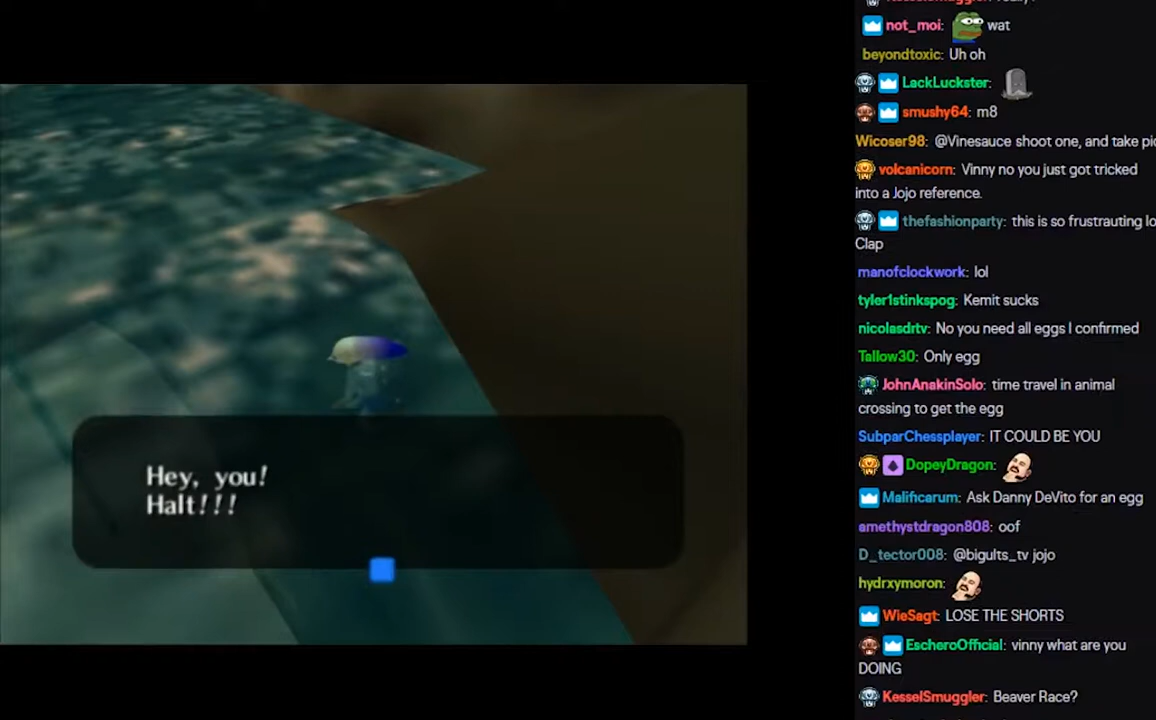 Hey, you!
Halt!!!
not_moi: wat
beyondtoxic: Uh oh
LackLuckster:
smushy64: m8
Wicoser98: @Vinesauce shoot one, and take pic
volcanicorn: Vinny no you just got tricked
into a Jojo reference.
thefashionparty: this is so frustrauting lo
Clap
manofclockwork: lol
tyler1stinkspog: Kemit sucks
nicolasdrtv: No you need all eggs I confirmed
Tallow30: Only egg
JohnAnakinSolo: time travel in animal
crossing to get the egg
SubparChessplayer: IT COULD BE YOU
DopeyDragon:
Malificarum: Ask Danny DeVito for an egg
amethystdragon808: oof
D_tector008: @bigults_tv jojo
hydrxymoron:
WieSagt: LOSE THE SHORTS
EscheroOfficial: vinny what are you
DOING
KesselSmuggler: Beaver Race?